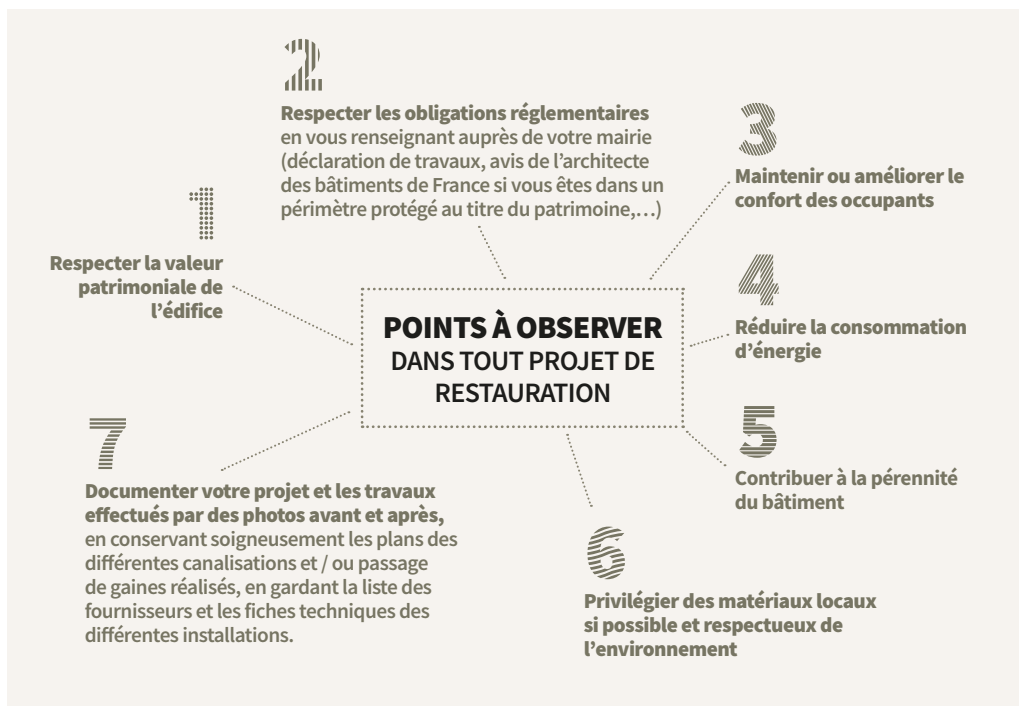 POINTS À OBSERVER
DANS TOUT PROJET DE
RESTAURATION
1
Respecter la valeur
patrimoniale de
l’édifice
2
Respecter les obligations réglementaires
en vous renseignant auprès de votre mairie
(déclaration de travaux, avis de l’architecte
des bâtiments de France si vous êtes dans un
périmètre protégé au titre du patrimoine,…)
3
Maintenir ou améliorer le
confort des occupants
4
Réduire la consommation
d’énergie
5
Contribuer à la pérennité
du bâtiment
6
Privilégier des matériaux locaux
si possible et respectueux de
l’environnement
7
Documenter votre projet et les travaux
effectués par des photos avant et après,
en conservant soigneusement les plans des
différentes canalisations et / ou passage
de gaines réalisés, en gardant la liste des
fournisseurs et les fiches techniques des
différentes installations.